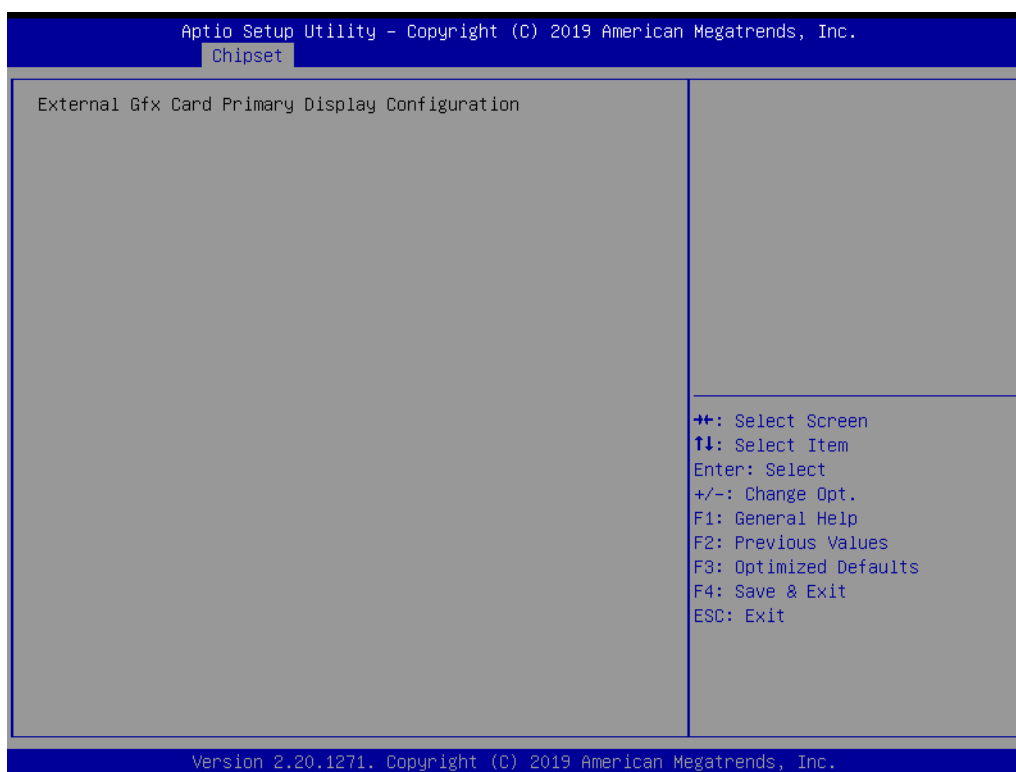 Aptio Setup Utility – Copyright (C) 2019 American Megatrends, Inc.
Chipset
External Gfx Card Primary Display Configuration
→←: Select Screen
↑↓: Select Item
Enter: Select
+/-: Change Opt.
F1: General Help
F2: Previous Values
F3: Optimized Defaults
F4: Save & Exit
ESC: Exit
Version 2.20.1271. Copyright (C) 2019 American Megatrends, Inc.